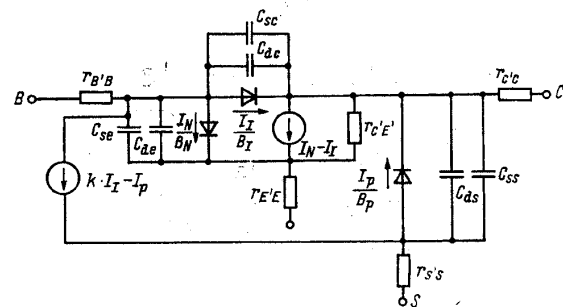 C_sc
C_dc
r_B'B
B
C_se
C_de
I_N
B_N
I_I
B_I
I_N–I_I
r_C'E'
r_C'C
C
k·I_I–I_p
r_E'E
I_p
B_p
C_ds
C_ss
r_S'S
S